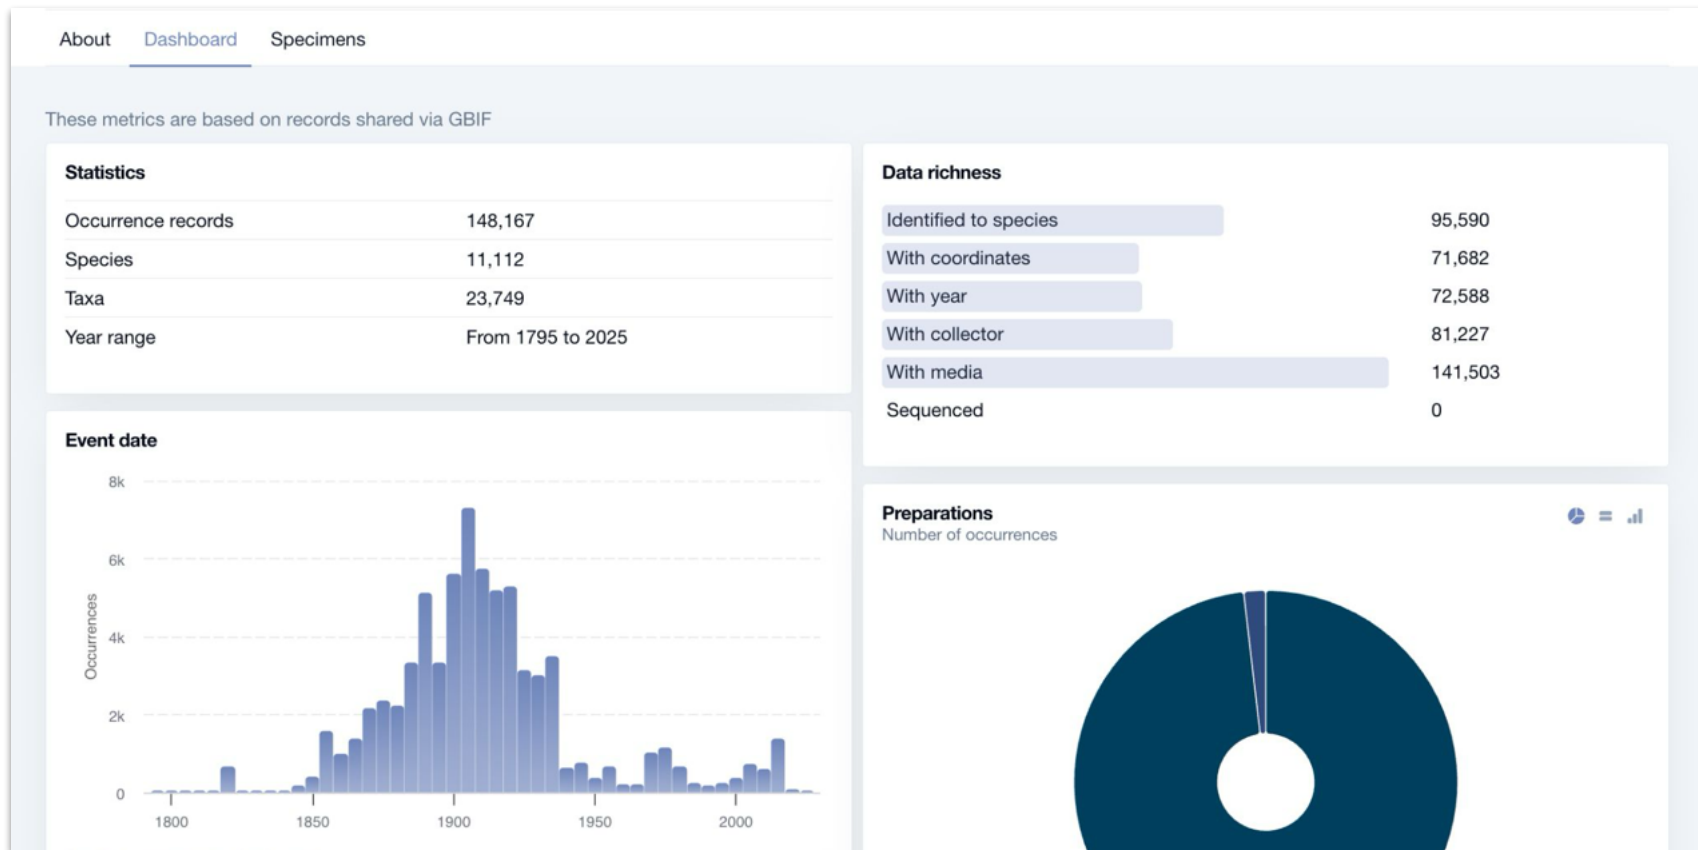 About Dashboard Specimens
These metrics are based on records shared via GBIF
Statistics
Occurrence records 148,167
Species 11,112
Taxa 23,749
Year range From 1795 to 2025
Data richness
Identified to species 95,590
With coordinates 71,682
With year 72,588
With collector 81,227
With media 141,503
Sequenced 0
Event date
8k
6k
4k
2k
0
Occurrences
1800 1850 1900 1950 2000
Preparations
Number of occurrences